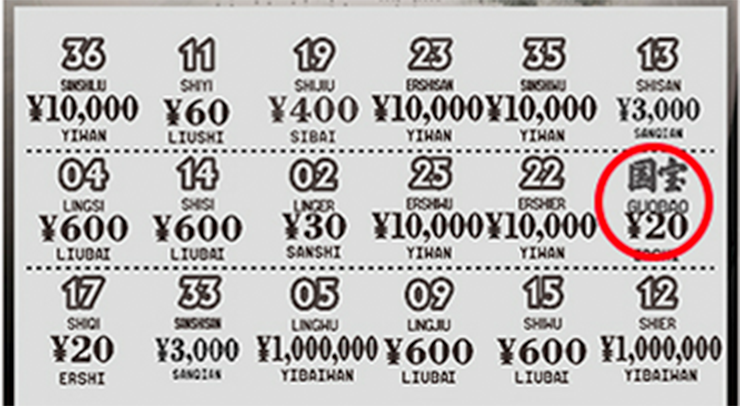 36 11 19 23 35 13
SANSHILIU SHIYI SHIJIU ERSHISAN SANSHIWU SHISAN
¥10,000 ¥60 ¥400 ¥10,000 ¥10,000 ¥3,000
YIWAN LIUSHI SIBAI YIWAN YIWAN SANQIAN
04 14 02 25 22 国宝
LINGSI SHISI LINGER ERSHIWU ERSHIER GUOBAO
¥600 ¥600 ¥30 ¥10,000 ¥10,000 ¥20
LIUBAI LIUBAI SANSHI YIWAN YIWAN
17 33 05 09 15 12
SHIQI SANSHISAN LINGWU LINGJIU SHIWU SHIER
¥20 ¥3,000 ¥1,000,000 ¥600 ¥600 ¥1,000,000
ERSHI SANQIAN YIBAIWAN LIUBAI LIUBAI YIBAIWAN